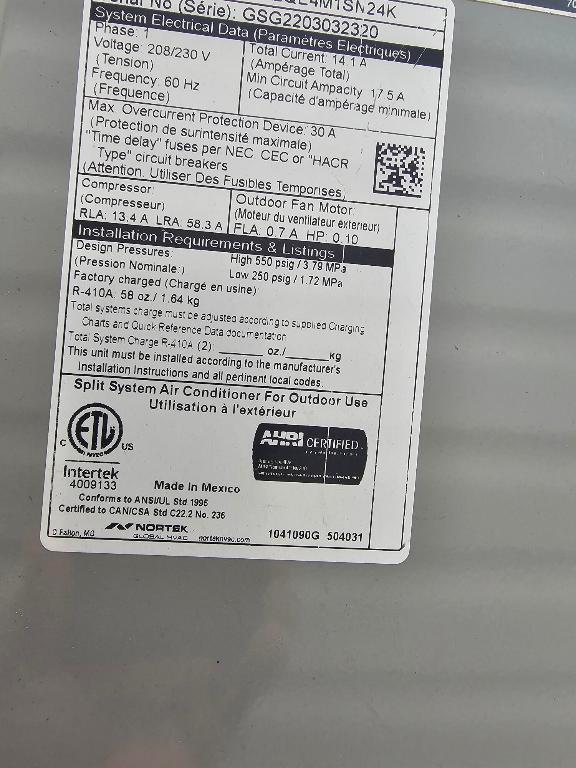 4M1SN24K
No (Série): GSG2203032320
System Electrical Data (Paramètres Electriques)
Phase: 1
Voltage: 208/230 V
(Tension)
Frequency: 60 Hz
(Frequence)
Total Current: 14.1 A
(Ampérage Total)
Min Circuit Ampacity: 17.5 A
(Capacité d'ampérage minimale)
Max. Overcurrent Protection Device: 30 A
(Protection de surintensité maximale)
"Time delay" fuses per NEC, CEC or "HACR
Type" circuit breakers
(Attention. Utiliser Des Fusibles Temporises,
Compressor:
(Compresseur)
RLA: 13.4 A LRA: 58.3 A
Outdoor Fan Motor:
(Moteur du ventilateur exterieur)
FLA: 0.7 A HP: 0.10
Installation Requirements & Listings
Design Pressures:
(Pression Nominale:)
High 550 psig / 3.79 MPa
Low 250 psig / 1.72 MPa
Factory charged (Chargé en usine)
R-410A: 58 oz./ 1.64 kg
Total systems charge must be adjusted according to supplied Charging
Charts and Quick Reference Data documentation
Total System Charge R-410A (2): ______ oz./ ______ kg
This unit must be installed according to the manufacturer's
Installation Instructions and all pertinent local codes.
Split System Air Conditioner For Outdoor Use
Utilisation à l'extérieur
C ETL US
Intertek
4009133
AHRI CERTIFIED
Made in Mexico
Conforms to ANSI/UL Std 1995
Certified to CAN/CSA Std C22.2 No. 236
O'Fallon, MO
NORTEK
GLOBAL HVAC
nortekhvac.com
1041090G 504031